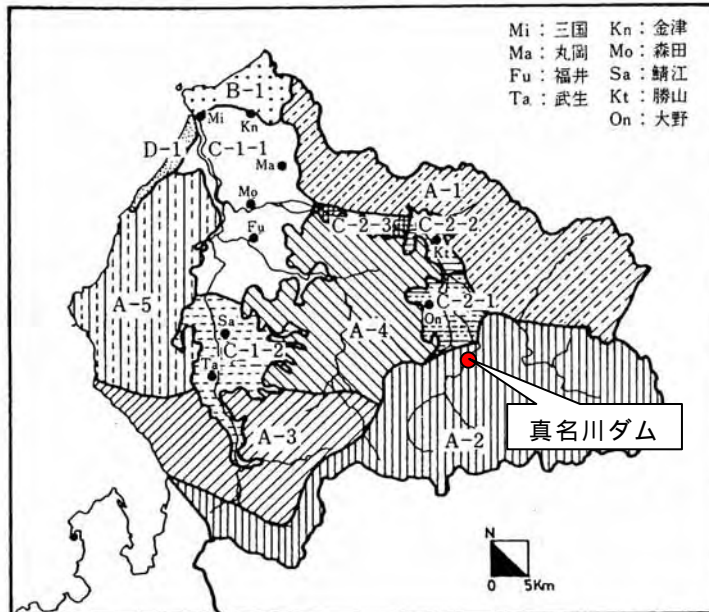 Mi：三国 Kn：金津
Ma：丸岡 Mo：森田
Fu：福井 Sa：鯖江
Ta：武生 Kt：勝山
On：大野
B-1
Mi
Kn
D-1
C-1-1
Ma
A-1
Mo
C-2-3
C-2-2
Fu
Kt
C-2-1
A-5
On
Sa
A-4
C-1-2
Ta
真名川ダム
A-3
A-2
N
0 5Km